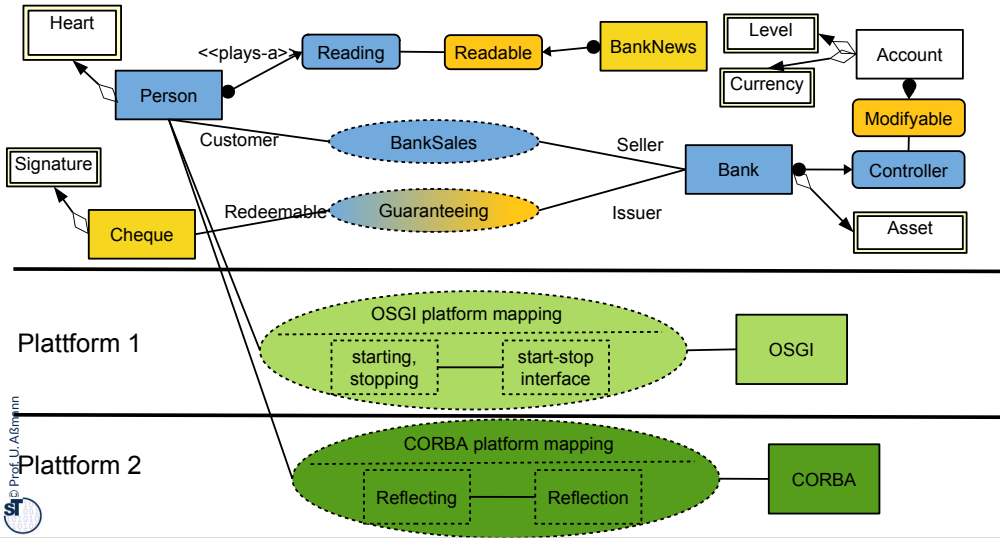 Heart
<<plays-a>>
Reading
Readable
BankNews
Level
Account
Currency
Person
Modifyable
Customer
BankSales
Seller
Signature
Bank
Controller
Redeemable
Guaranteeing
Issuer
Cheque
Asset
OSGI platform mapping
Plattform 1
starting,
stopping
start-stop
interface
OSGI
© Prof. U. Aßmann
CORBA platform mapping
Plattform 2
Reflecting
Reflection
CORBA
ST